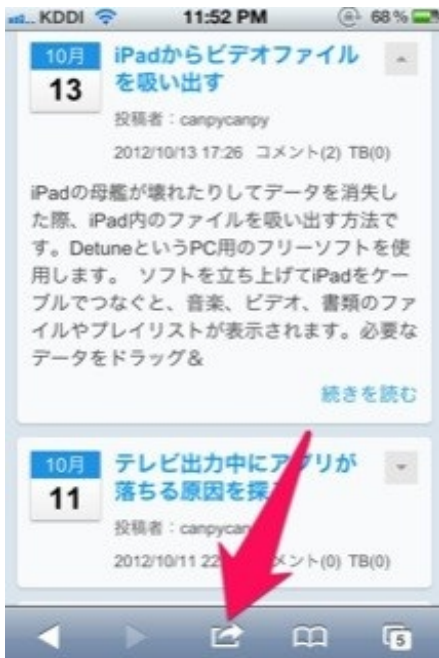 KDDI 11:52 PM 68%
10月
13
iPadからビデオファイル
を吸い出す
投稿者：canpycanpy
2012/10/13 17:26 コメント(2) TB(0)
iPadの母艦が壊れたりしてデータを消失し
た際、iPad内のファイルを吸い出す方法で
す。DetuneというPC用のフリーソフトを使
用します。 ソフトを立ち上げてiPadをケー
ブルでつなぐと、音楽、ビデオ、書類のファ
イルやプレイリストが表示されます。必要な
データをドラッグ&
続きを読む
10月
11
テレビ出力中にアプリが
落ちる原因を探
投稿者：canpycan
2012/10/11 22 メント(0) TB(0)
5